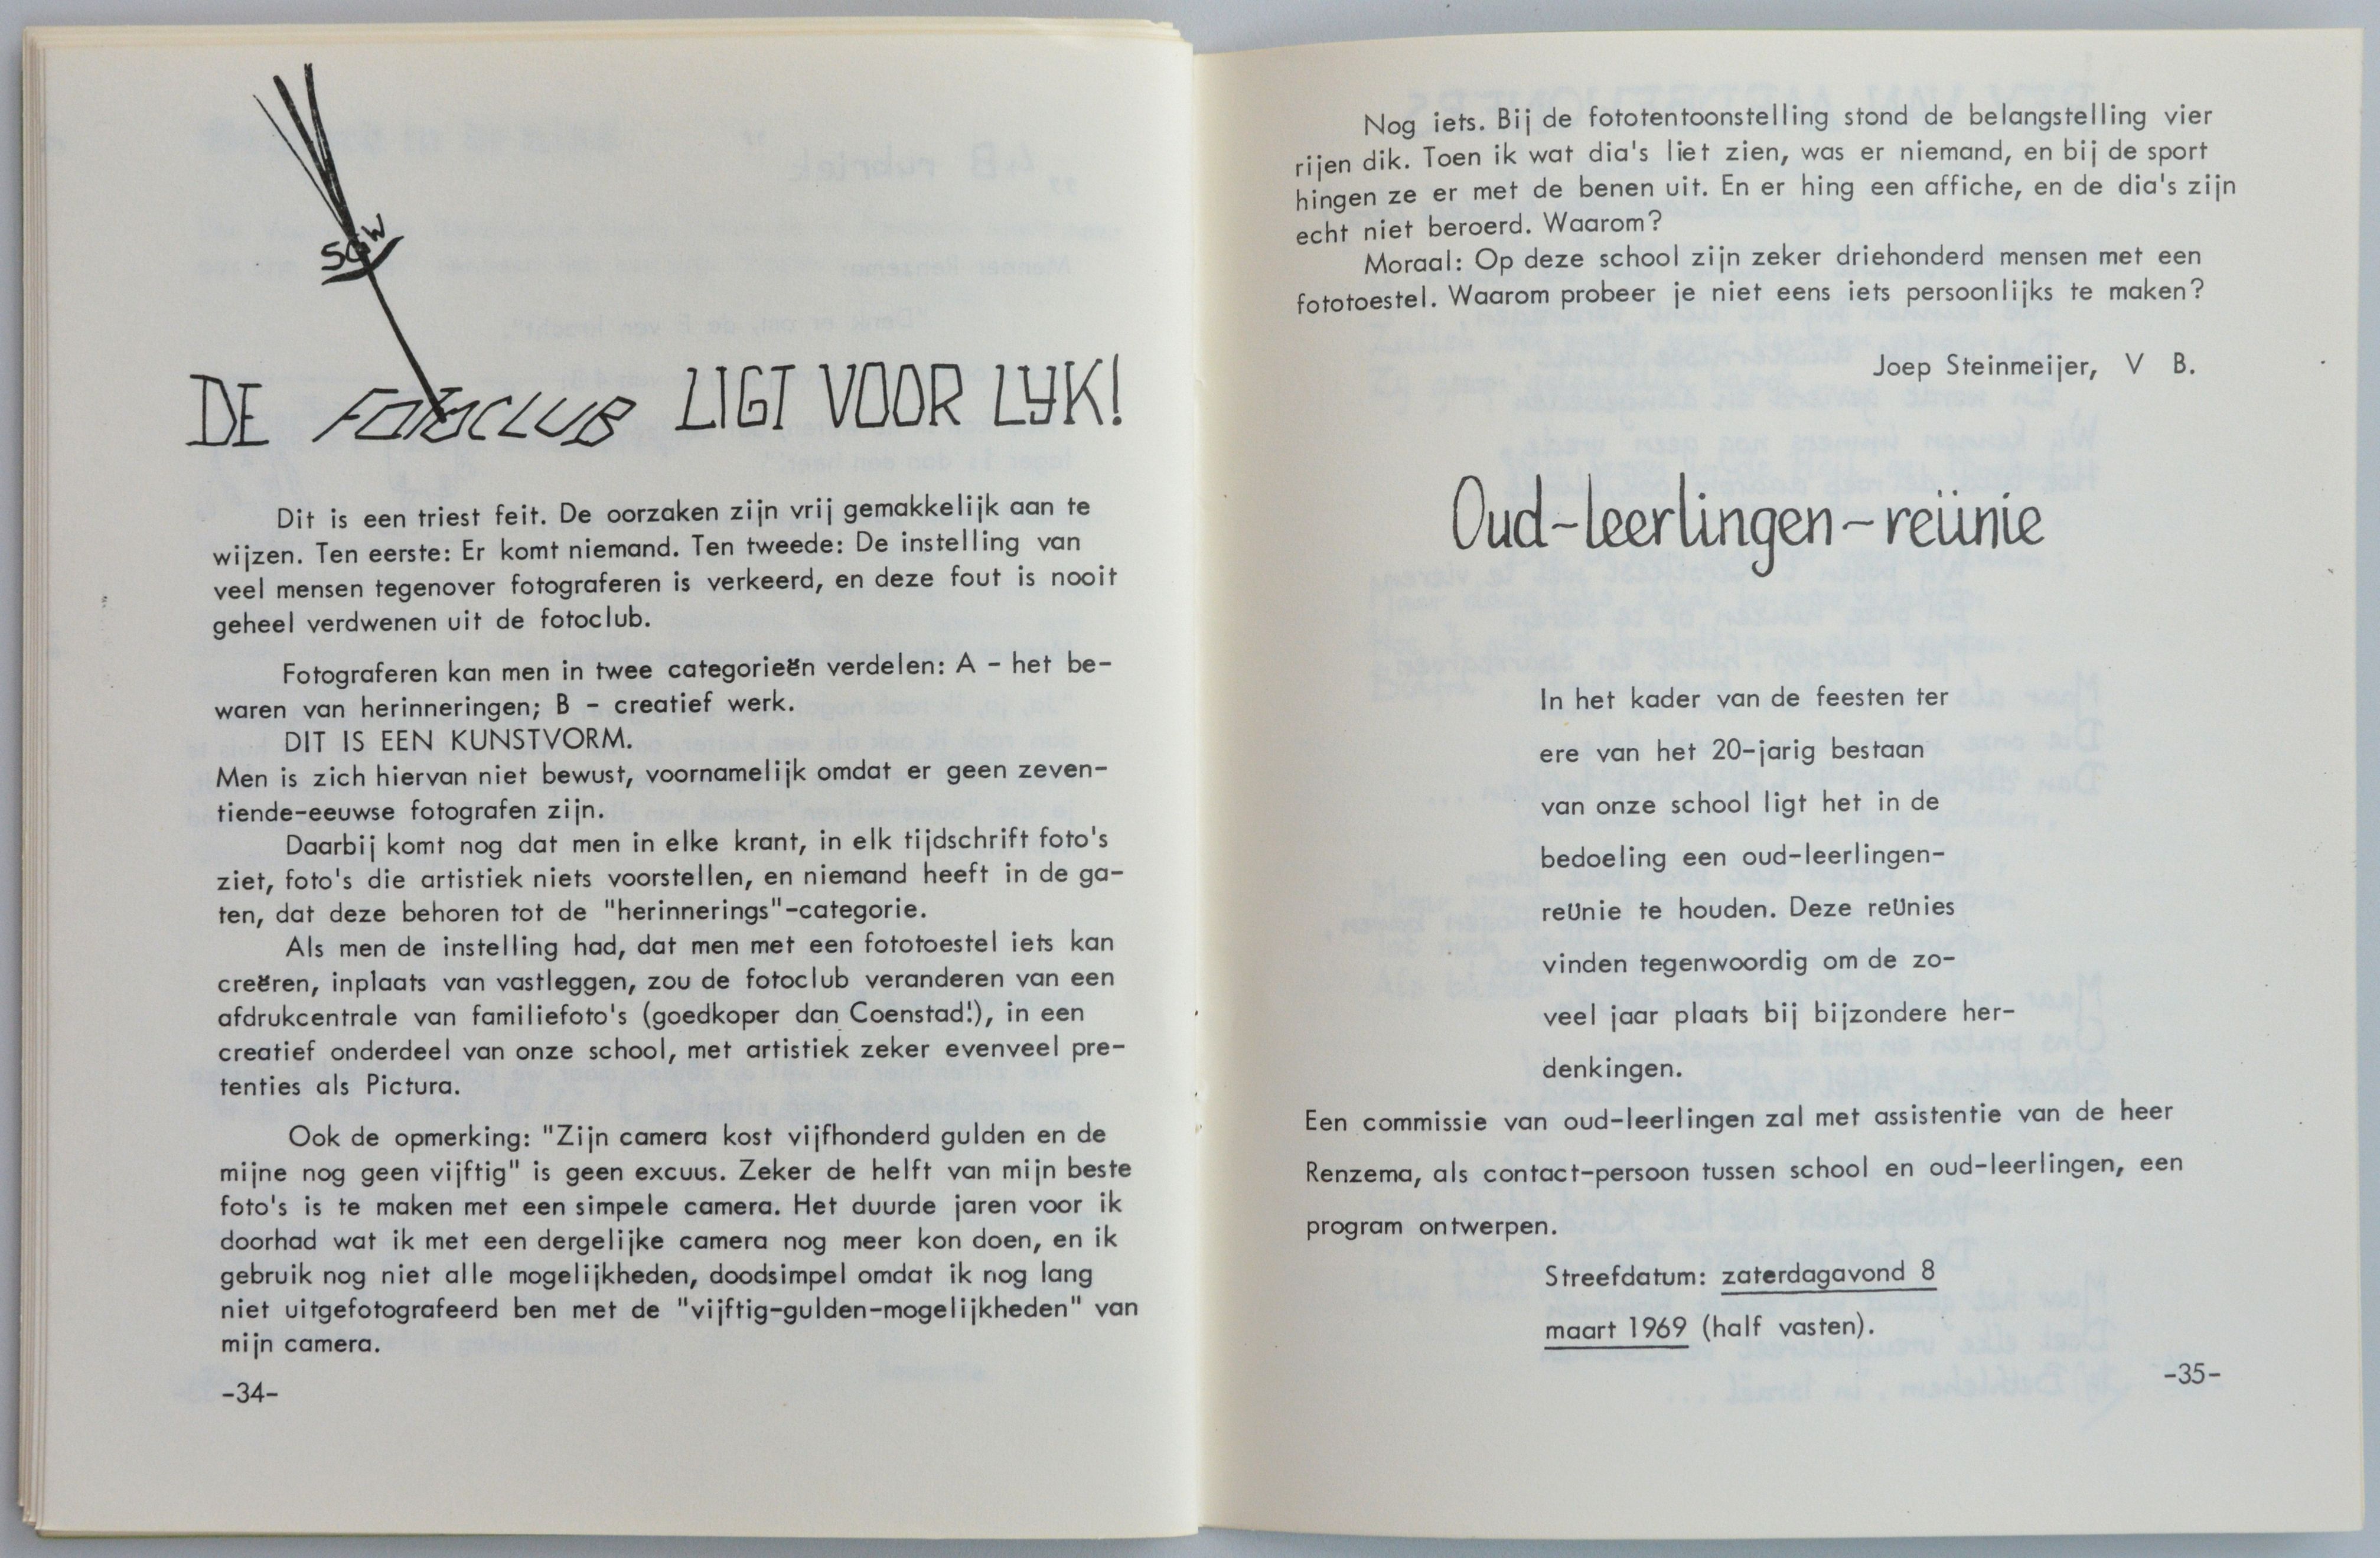 SGW
DE FOTOCLUB LIGT VOOR LYK!
Dit is een triest feit. De oorzaken zijn vrij gemakkelijk aan te
wijzen. Ten eerste: Er komt niemand. Ten tweede: De instelling van
veel mensen tegenover fotograferen is verkeerd, en deze fout is nooit
geheel verdwenen uit de fotoclub.
Fotograferen kan men in twee categorieën verdelen: A - het be-
waren van herinneringen; B - creatief werk.
DIT IS EEN KUNSTVORM.
Men is zich hiervan niet bewust, voornamelijk omdat er geen zeven-
tiende-eeuwse fotografen zijn.
Daarbij komt nog dat men in elke krant, in elk tijdschrift foto's
ziet, foto's die artistiek niets voorstellen, en niemand heeft in de ga-
ten, dat deze behoren tot de "herinnerings"-categorie.
Als men de instelling had, dat men met een fototoestel iets kan
creëren, inplaats van vastleggen, zou de fotoclub veranderen van een
afdrukcentrale van familiefoto's (goedkoper dan Coenstad!), in een
creatief onderdeel van onze school, met artistiek zeker evenveel pre-
tenties als Pictura.
Ook de opmerking: "Zijn camera kost vijfhonderd gulden en de
mijne nog geen vijftig" is geen excuus. Zeker de helft van mijn beste
foto's is te maken met een simpele camera. Het duurde jaren voor ik
doorhad wat ik met een dergelijke camera nog meer kon doen, en ik
gebruik nog niet alle mogelijkheden, doodsimpel omdat ik nog lang
niet uitgefotografeerd ben met de "vijftig-gulden-mogelijkheden" van
mijn camera.
-34-
Nog iets. Bij de fototentoonstelling stond de belangstelling vier
rijen dik. Toen ik wat dia's liet zien, was er niemand, en bij de sport
hingen ze er met de benen uit. En er hing een affiche, en de dia's zijn
echt niet beroerd. Waarom?
Moraal: Op deze school zijn zeker driehonderd mensen met een
fototoestel. Waarom probeer je niet eens iets persoonlijks te maken?
Joep Steinmeijer, V B.
Oud-leerlingen-reünie
In het kader van de feesten ter
ere van het 20-jarig bestaan
van onze school ligt het in de
bedoeling een oud-leerlingen-
reünie te houden. Deze reünies
vinden tegenwoordig om de zo-
veel jaar plaats bij bijzondere her-
denkingen.
Een commissie van oud-leerlingen zal met assistentie van de heer
Renzema, als contact-persoon tussen school en oud-leerlingen, een
program ontwerpen.
Streefdatum: zaterdagavond 8
maart 1969 (half vasten).
-35-